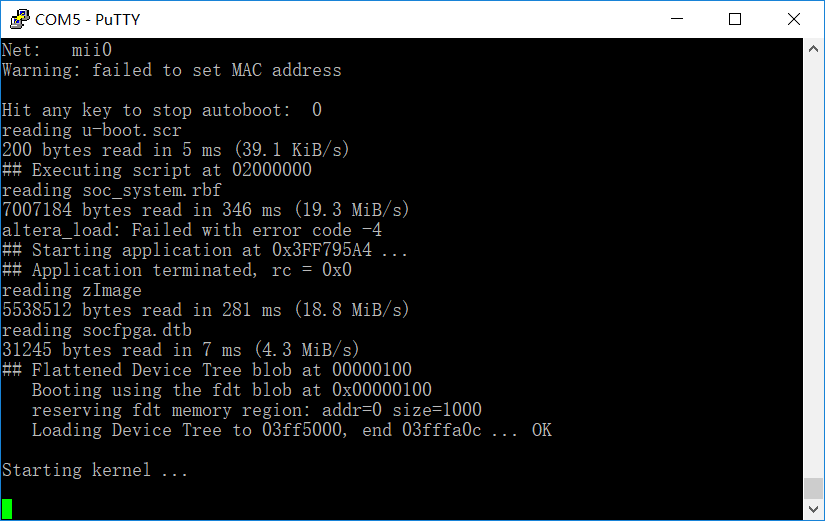 COM5 - PuTTY
Net:   mii0
Warning: failed to set MAC address
Hit any key to stop autoboot:  0
reading u-boot.scr
200 bytes read in 5 ms (39.1 KiB/s)
## Executing script at 02000000
reading soc_system.rbf
7007184 bytes read in 346 ms (19.3 MiB/s)
altera_load: Failed with error code -4
## Starting application at 0x3FF795A4 ...
## Application terminated, rc = 0x0
reading zImage
5538512 bytes read in 281 ms (18.8 MiB/s)
reading socfpga.dtb
31245 bytes read in 7 ms (4.3 MiB/s)
## Flattened Device Tree blob at 00000100
   Booting using the fdt blob at 0x00000100
   reserving fdt memory region: addr=0 size=1000
   Loading Device Tree to 03ff5000, end 03fffa0c ... OK
Starting kernel ...